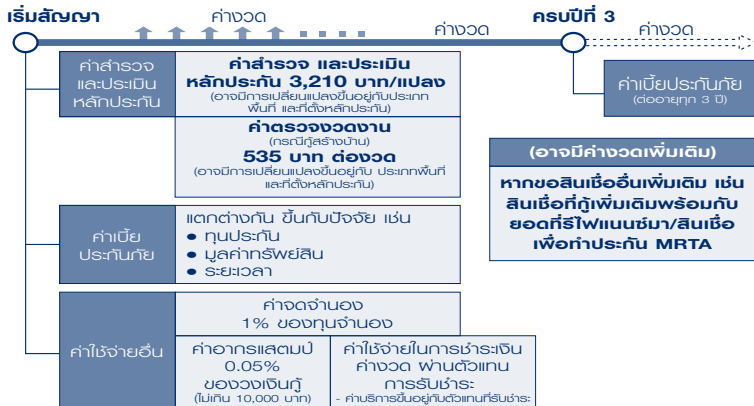 เริ่มสัญญา
ค่างวด
ค่างวด
ครบปีที่ 3
ค่างวด
ค่าสำรวจ
และประเมิน
หลักประกัน
ค่าสำรวจ และประเมิน
หลักประกัน 3,210 บาท/แปลง
(อาจมีการเปลี่ยนแปลงขึ้นอยู่กับประเภท
พื้นที่ และที่ตั้งหลักประกัน)
ค่าตรวจงวดงาน
(กรณีกู้สร้างบ้าน)
535 บาท ต่องวด
(อาจมีการเปลี่ยนแปลงขึ้นอยู่กับ ประเภทพื้นที่
และที่ตั้งหลักประกัน)
ค่าเบี้ยประกันภัย
(ต่ออายุทุก 3 ปี)
(อาจมีค่างวดเพิ่มเติม)
หากขอสินเชื่ออื่นเพิ่มเติม เช่น
สินเชื่อที่กู้เพิ่มเติมพร้อมกับ
ยอดที่รีไฟแนนซ์มา/สินเชื่อ
เพื่อทำประกัน MRTA
ค่าเบี้ย
ประกันภัย
แตกต่างกัน ขึ้นกับปัจจัย เช่น
• ทุนประกัน
• มูลค่าทรัพย์สิน
• ระยะเวลา
ค่าใช้จ่ายอื่น
ค่าจดจำนอง
1% ของทุนจำนอง
ค่าอากรแสตมป์
0.05%
ของวงเงินกู้
(ไม่เกิน 10,000 บาท)
ค่าใช้จ่ายในการชำระเงิน
ค่างวด ผ่านตัวแทน
การรับชำระ
- ค่าบริการขึ้นอยู่กับตัวแทนที่รับชำระ